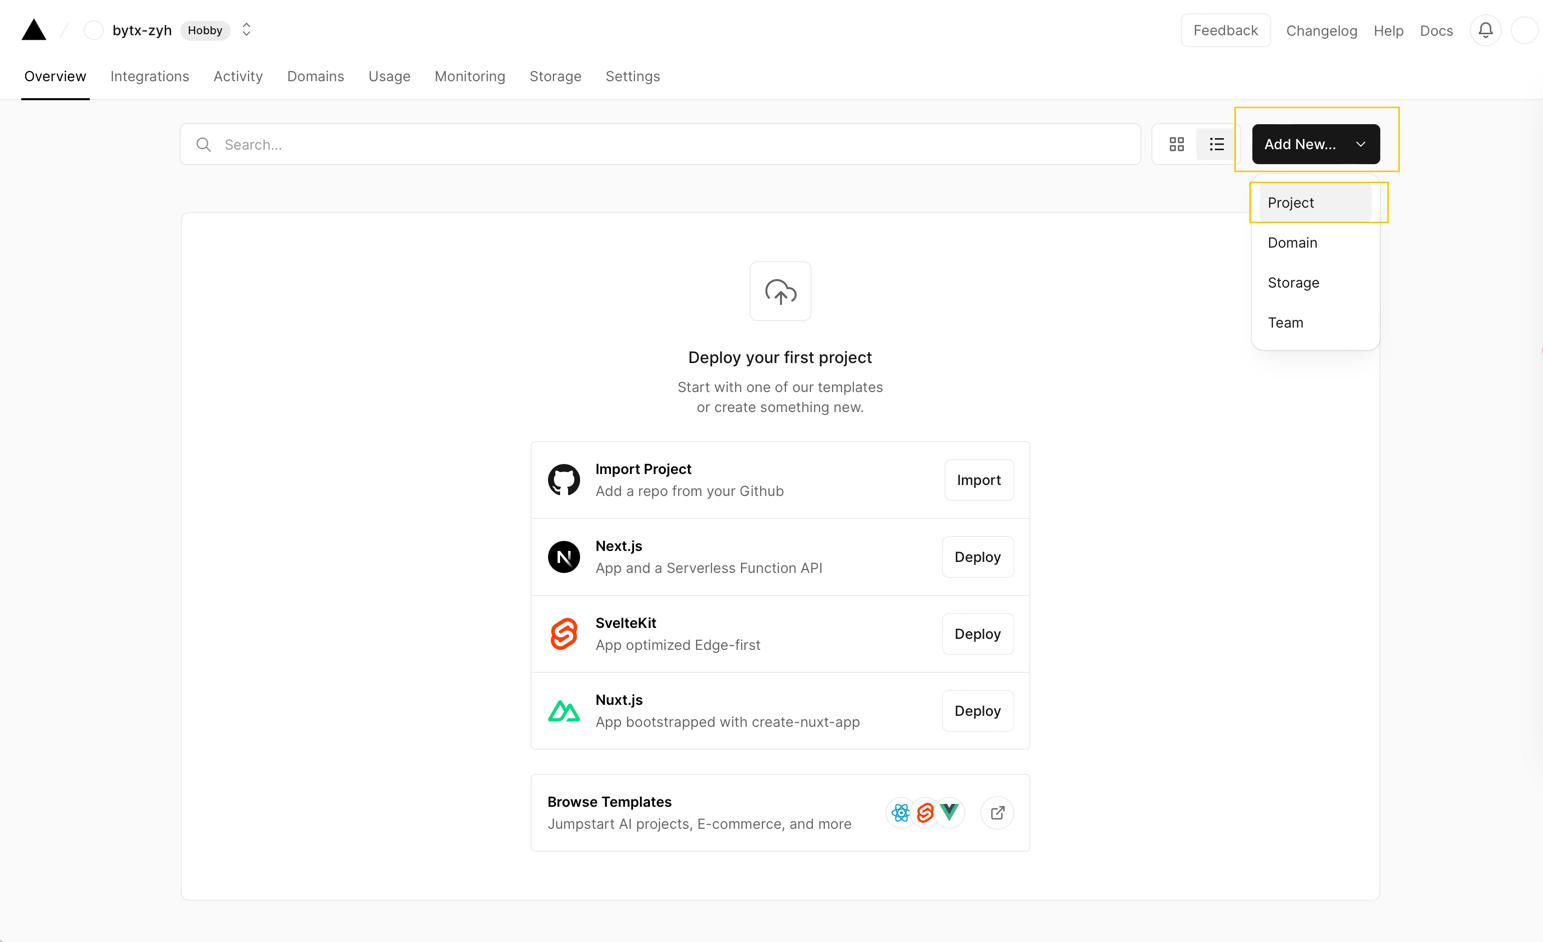 bytx-zyh Hobby
Feedback Changelog Help Docs
Overview Integrations Activity Domains Usage Monitoring Storage Settings
Search...
Add New...
Project
Domain
Storage
Team
Deploy your first project
Start with one of our templates
or create something new.
Import Project
Add a repo from your Github
Import
Next.js
App and a Serverless Function API
Deploy
SvelteKit
App optimized Edge-first
Deploy
Nuxt.js
App bootstrapped with create-nuxt-app
Deploy
Browse Templates
Jumpstart AI projects, E-commerce, and more